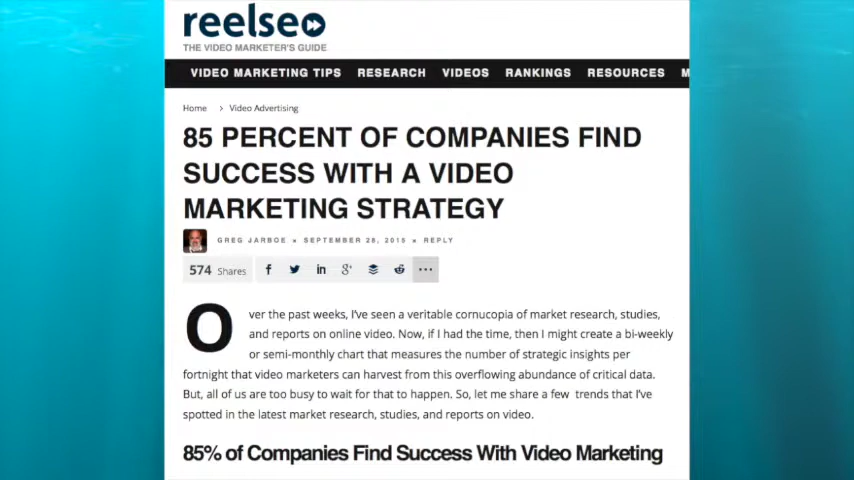 reelseo
THE VIDEO MARKETER'S GUIDE
VIDEO MARKETING TIPS RESEARCH VIDEOS RANKINGS RESOURCES M
Home > Video Advertising
85 PERCENT OF COMPANIES FIND
SUCCESS WITH A VIDEO
MARKETING STRATEGY
GREG JARBOE × SEPTEMBER 28, 2015 × REPLY
574 Shares
Over the past weeks, I've seen a veritable cornucopia of market research, studies,
and reports on online video. Now, if I had the time, then I might create a bi-weekly
or semi-monthly chart that measures the number of strategic insights per
fortnight that video marketers can harvest from this overflowing abundance of critical data.
But, all of us are too busy to wait for that to happen. So, let me share a few trends that I've
spotted in the latest market research, studies, and reports on video.
85% of Companies Find Success With Video Marketing